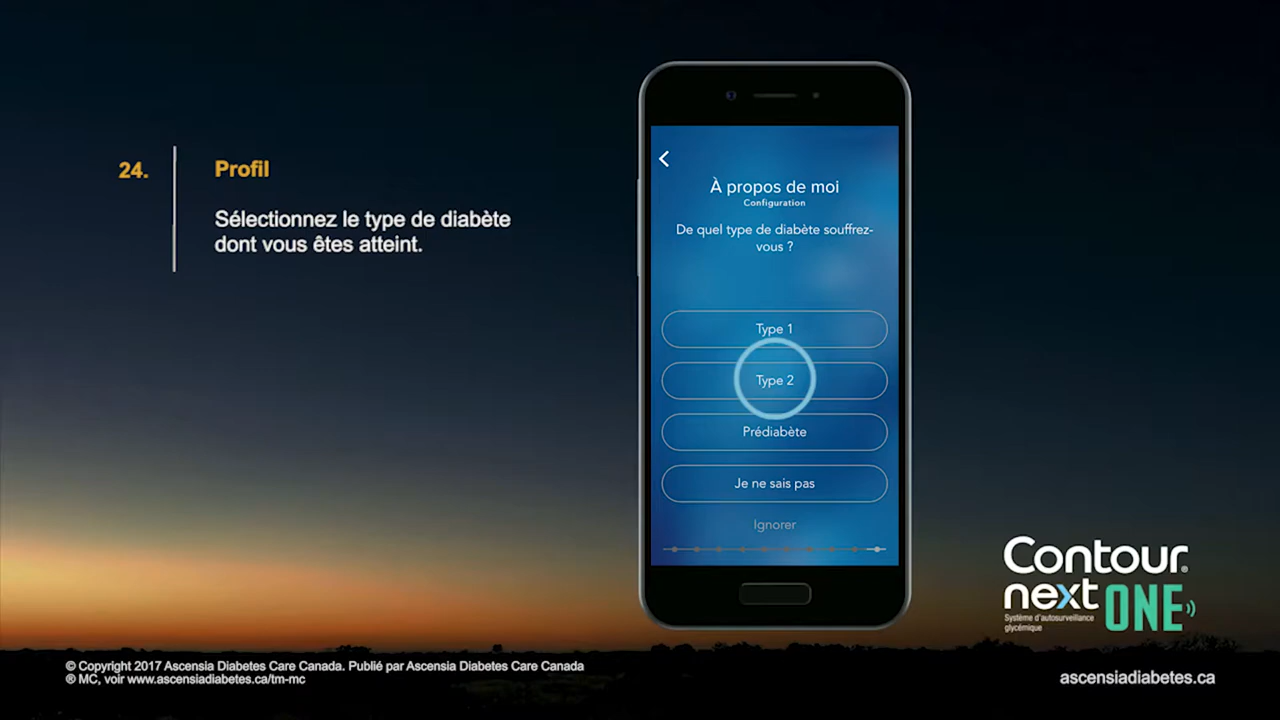 24.
Profil
Sélectionnez le type de diabète
dont vous êtes atteint.
À propos de moi
Configuration
De quel type de diabète souffrez-
vous ?
Type 1
Type 2
Prédiabète
Je ne sais pas
Ignorer
Contour®
next ONE
Système d'autosurveillance
glycémique
© Copyright 2017 Ascensia Diabetes Care Canada. Publié par Ascensia Diabetes Care Canada
® MC, voir www.ascensiadiabetes.ca/tm-mc
ascensiadiabetes.ca